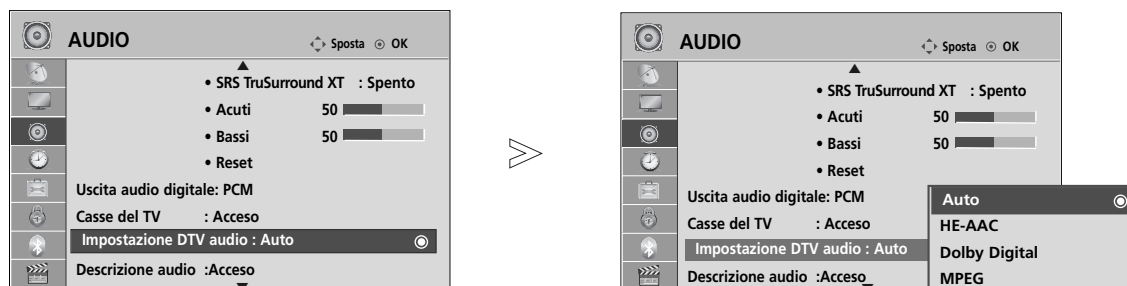 AUDIO
Sposta OK
• SRS TruSurround XT : Spento
• Acuti 50
• Bassi 50
• Reset
Uscita audio digitale: PCM
Casse del TV : Acceso
Impostazione DTV audio : Auto
Descrizione audio :Acceso
AUDIO
Sposta OK
• SRS TruSurround XT : Spento
• Acuti 50
• Bassi 50
• Reset
Uscita audio digitale: PCM
Casse del TV : Acceso
Impostazione DTV audio : Auto
Descrizione audio :Acceso
Auto
HE-AAC
Dolby Digital
MPEG